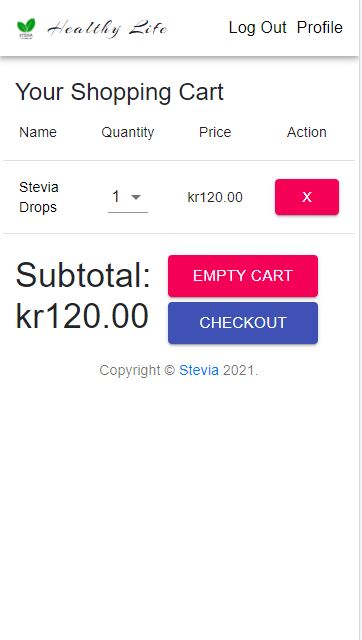 STEVIA
Healthy Life
Log Out Profile
Your Shopping Cart
Name Quantity Price Action
Stevia
Drops
1
kr120.00
X
Subtotal:
kr120.00
EMPTY CART
CHECKOUT
Copyright © Stevia 2021.